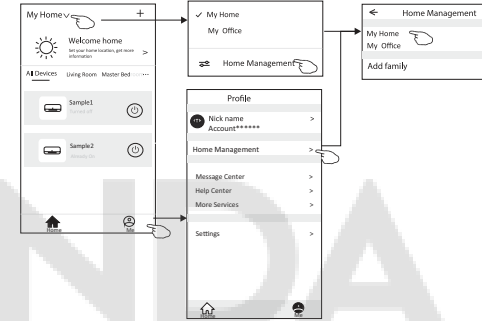 My Home
+
Welcome home
Set your home location, get more
information
>
All Devices Living Room Master Bed
Sample1
Turned off
Sample2
Already On
Home
Me
✓ My Home
My Office
Home Management
Home Management
My Home
My Office
Add family
Profile
Nick name
Account******
>
Home Management >
Message Center >
Help Center >
More Services >
Settings >
Home
Me